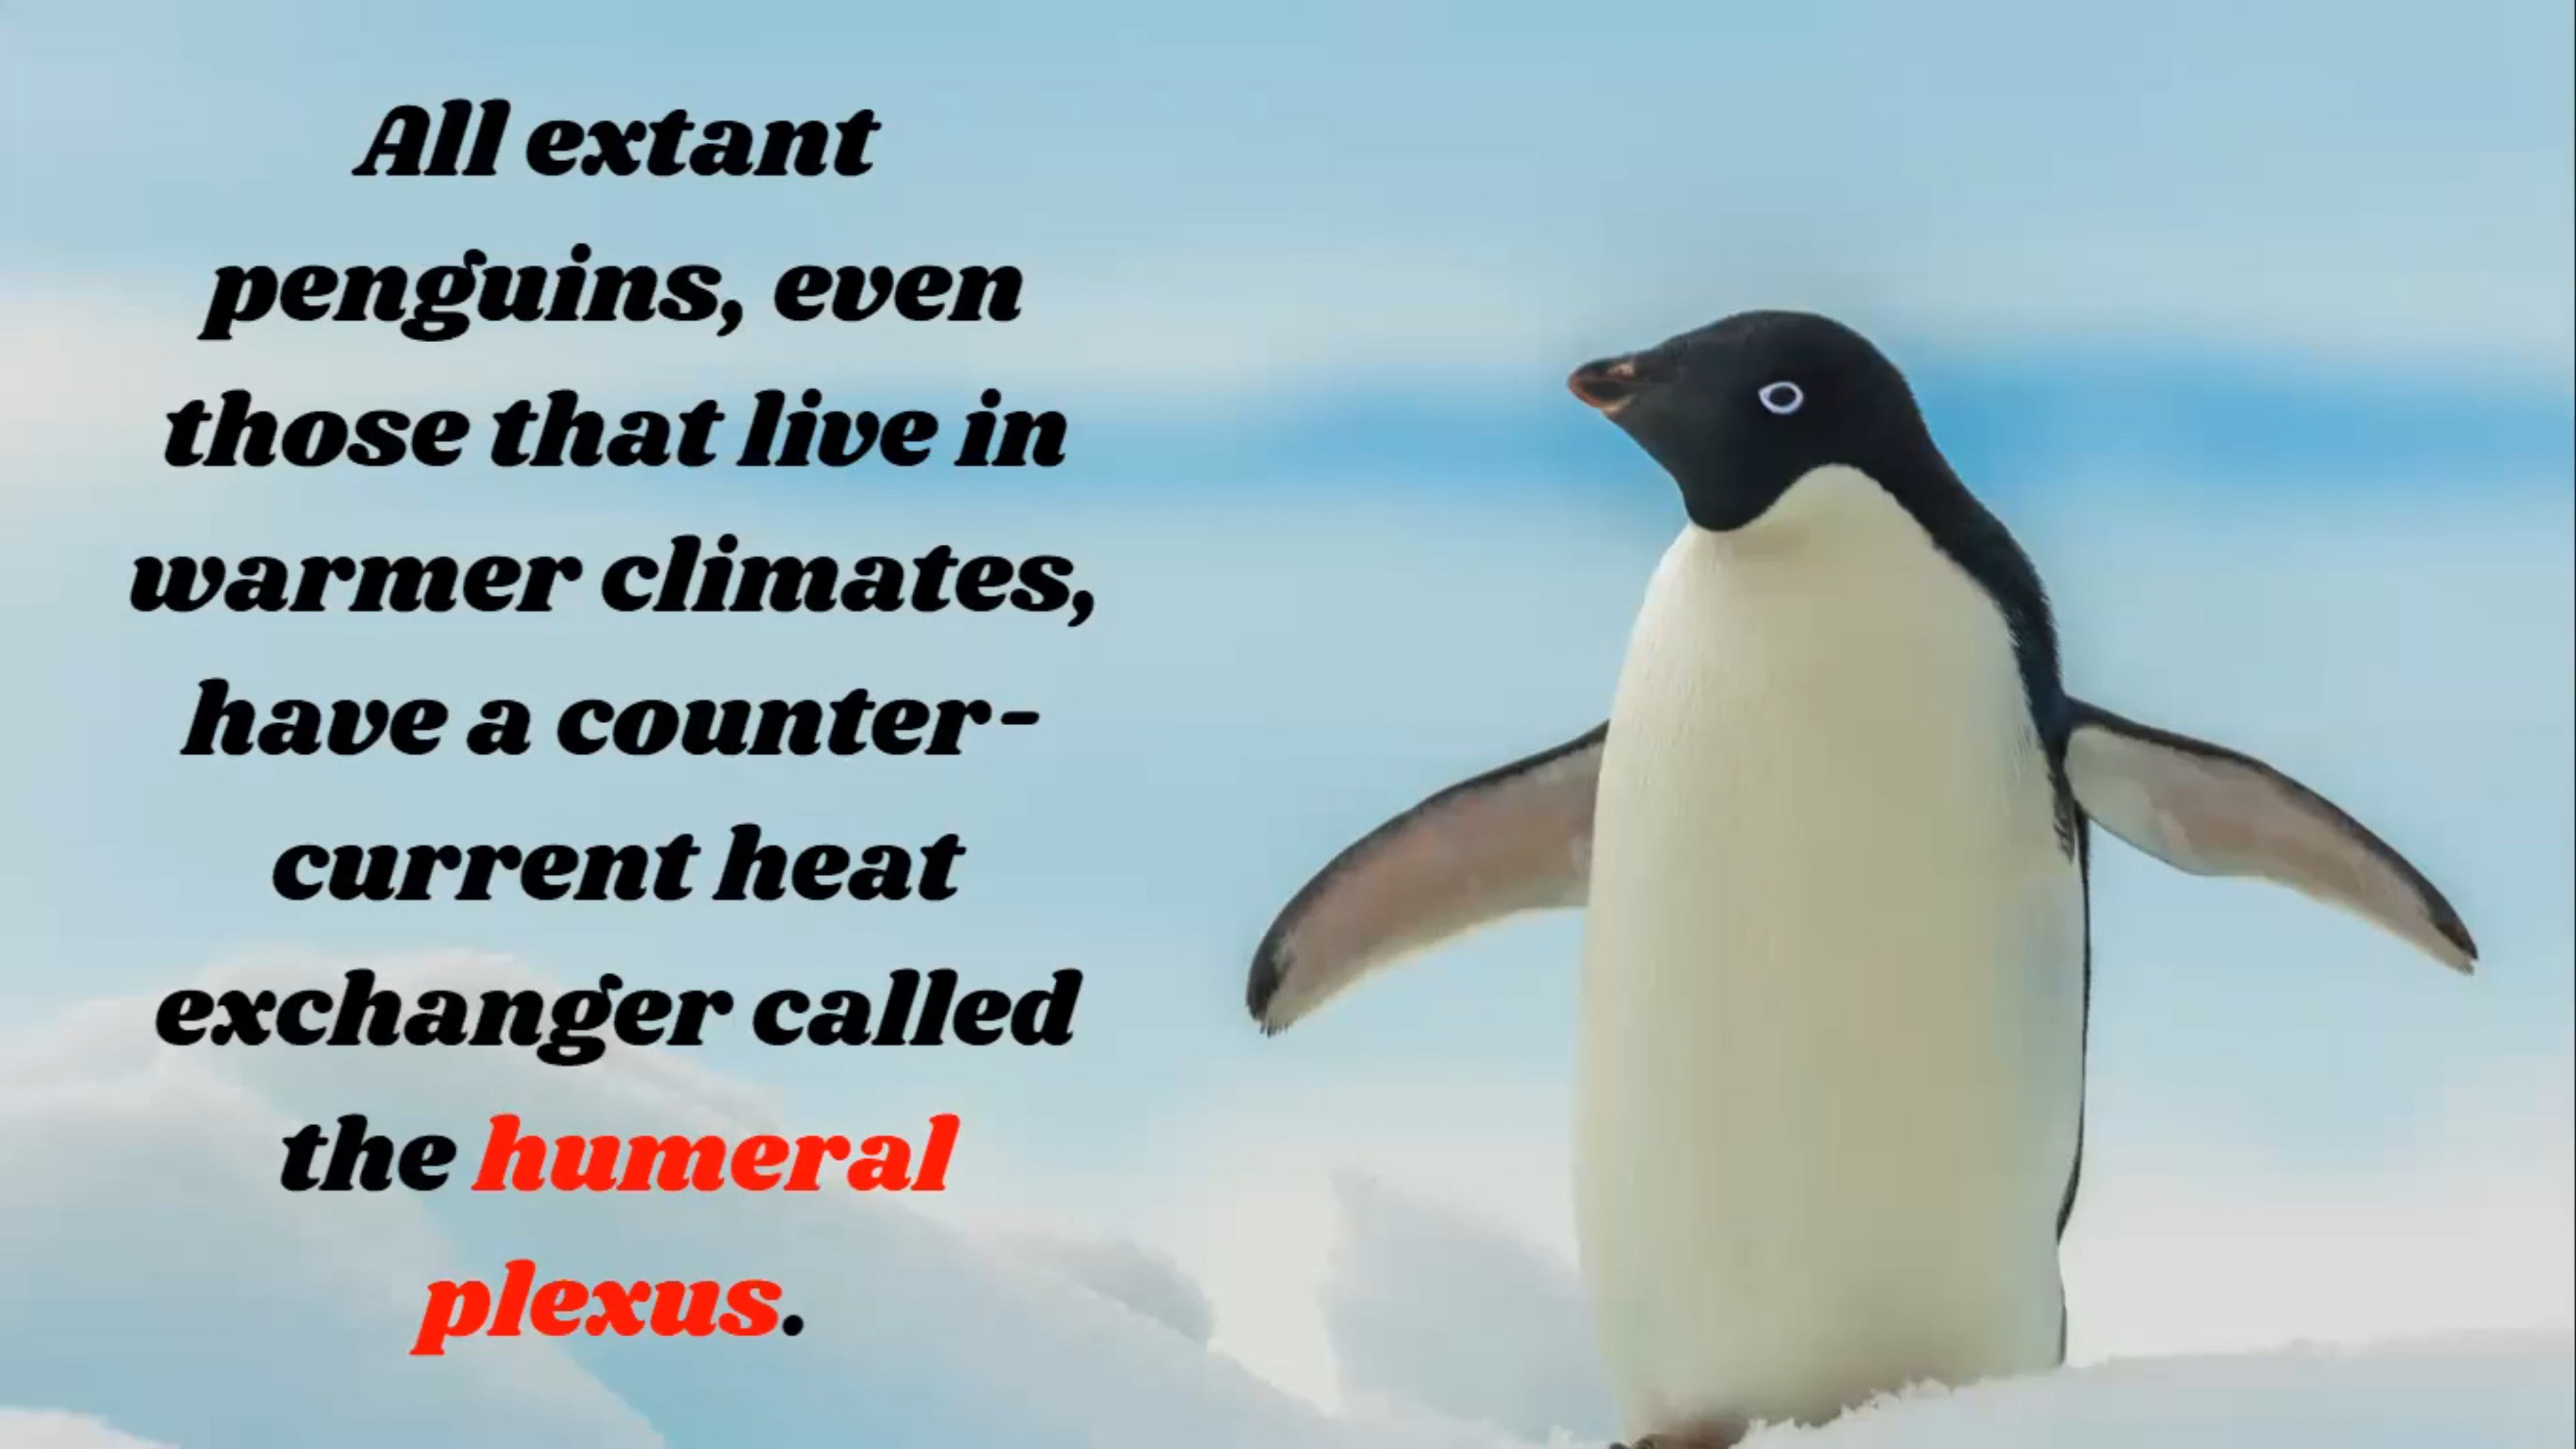 All extant
penguins, even
those that live in
warmer climates,
have a counter-
current heat
exchanger called
the humeral
plexus.